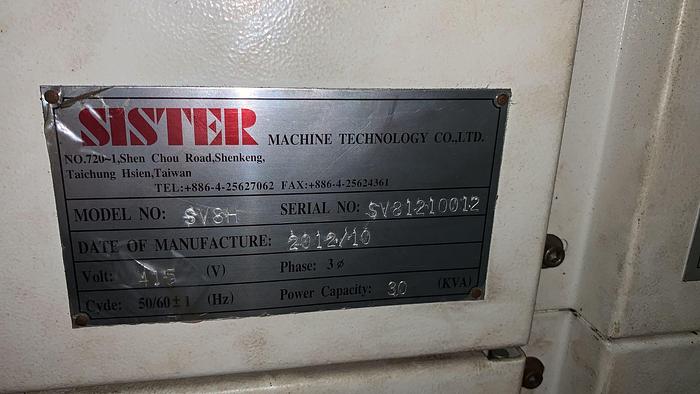 SISTER MACHINE TECHNOLOGY CO.,LTD.
NO.720-1,Shen Chou Road,Shenkeng,
Taichung Hsien,Taiwan
TEL:+886-4-25627062 FAX:+886-4-25624361
MODEL NO: SV8H SERIAL NO: SV81210012
DATE OF MANUFACTURE: 2012/10
Volt: 415 (V) Phase: 3 ø
Cycle: 50/60±1 (Hz) Power Capacity: 30 (KVA)